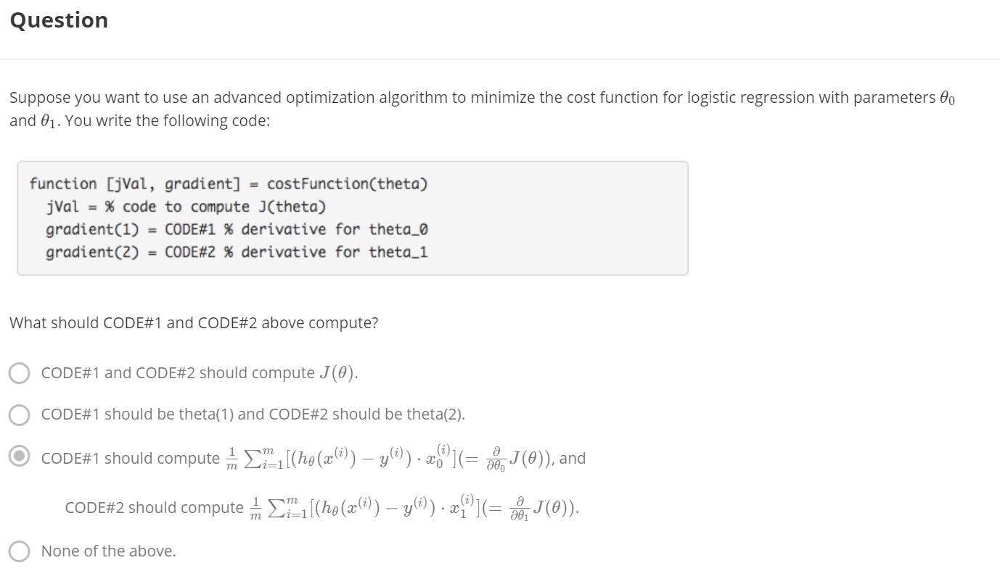 Question
Suppose you want to use an advanced optimization algorithm to minimize the cost function for logistic regression with parameters θ₀
and θ₁. You write the following code:
function [jVal, gradient] = costFunction(theta)
jVal = % code to compute J(theta)
gradient(1) = CODE#1 % derivative for theta_0
gradient(2) = CODE#2 % derivative for theta_1
What should CODE#1 and CODE#2 above compute?
CODE#1 and CODE#2 should compute J(θ).
CODE#1 should be theta(1) and CODE#2 should be theta(2).
CODE#1 should compute $\frac{1}{m} \sum_{i=1}^{m} [(h_\theta(x^{(i)}) - y^{(i)}) \cdot x_0^{(i)}] (= \frac{\partial}{\partial \theta_0} J(\theta))$, and
CODE#2 should compute $\frac{1}{m} \sum_{i=1}^{m} [(h_\theta(x^{(i)}) - y^{(i)}) \cdot x_1^{(i)}] (= \frac{\partial}{\partial \theta_1} J(\theta))$.
None of the above.